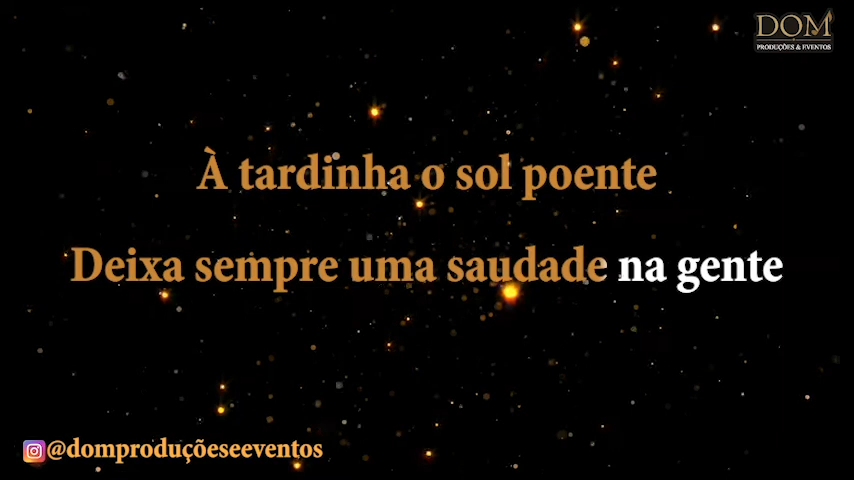 DOM
PRODUÇÕES & EVENTOS
À tardinha o sol poente
Deixa sempre uma saudade na gente
@domproduçõeseeventos